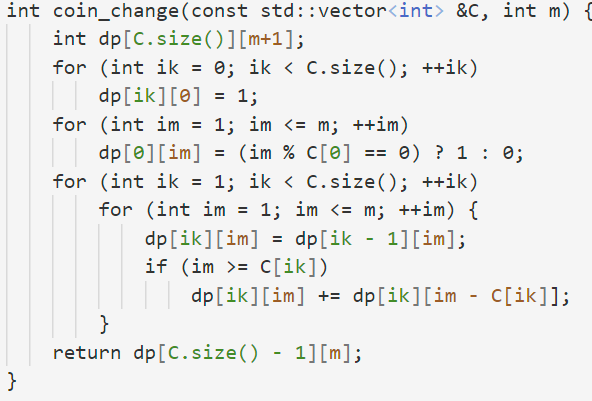 int coin_change(const std::vector<int> &C, int m) {
    int dp[C.size()][m+1];
    for (int ik = 0; ik < C.size(); ++ik)
        dp[ik][0] = 1;
    for (int im = 1; im <= m; ++im)
        dp[0][im] = (im % C[0] == 0) ? 1 : 0;
    for (int ik = 1; ik < C.size(); ++ik)
        for (int im = 1; im <= m; ++im) {
            dp[ik][im] = dp[ik - 1][im];
            if (im >= C[ik])
                dp[ik][im] += dp[ik][im - C[ik]];
        }
    return dp[C.size() - 1][m];
}